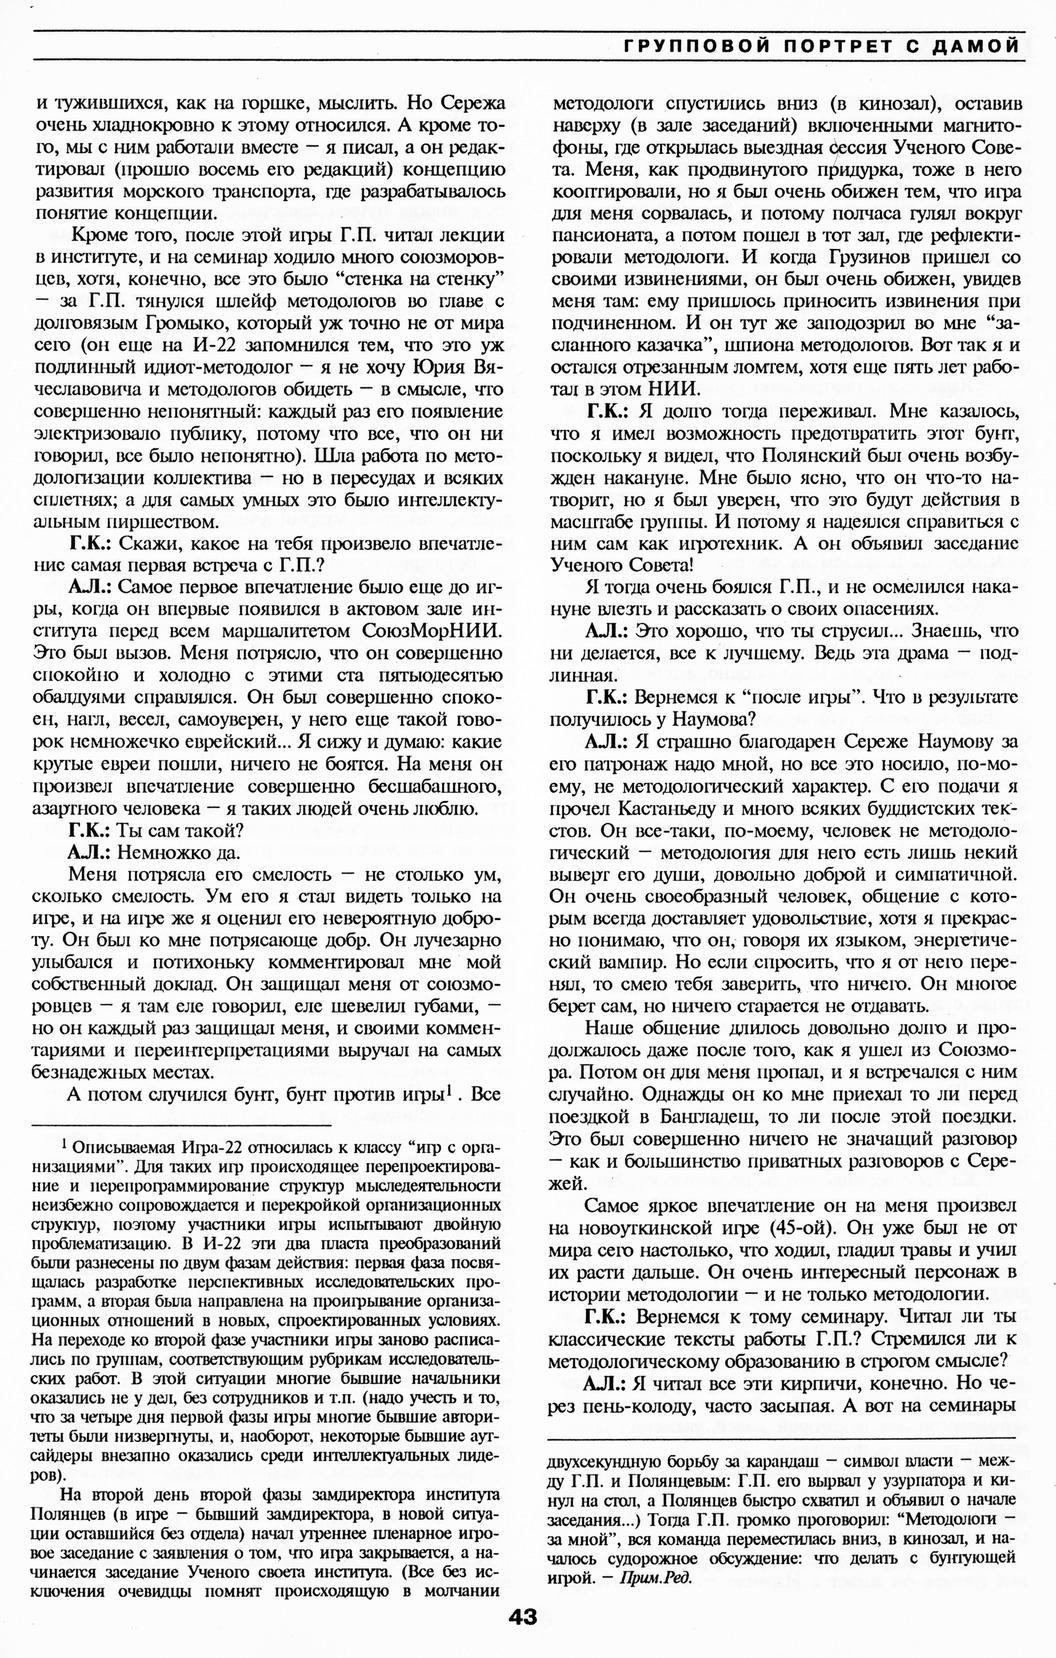 ГРУППОВОЙ ПОРТРЕТ С ДАМОЙ
и тужившихся, как на горшке, мыслить. Но Сережа
очень хладнокровно к этому относился. А кроме то-
го, мы с ним работали вместе — я писал, а он редак-
тировал (прошло восемь его редакций) концепцию
развития морского транспорта, где разрабатывалось
понятие концепции.
Кроме того, после этой игры Г.П. читал лекции
в институте, и на семинар ходило много союзморов-
цев, хотя, конечно, все это было “стенка на стенку”
— за Г.П. тянулся шлейф методологов во главе с
долговязым Громыко, который уж точно не от мира
сего (он еще на И-22 запомнился тем, что это уж
подлинный идиот-методолог — я не хочу Юрия Вя-
чеславовича и методологов обидеть — в смысле, что
совершенно непонятный: каждый раз его появление
электризовало публику, потому что все, что он ни
говорил, все было непонятно). Шла работа по мето-
дологизации коллектива — но в пересудах и всяких
сплетнях; а для самых умных это было интеллекту-
альным пиршеством.
Г.К.: Скажи, какое на тебя произвело впечатле-
ние самая первая встреча с Г.П.?
А.Л.: Самое первое впечатление было еще до иг-
ры, когда он впервые появился в актовом зале ин-
ститута перед всем маршалитетом СоюзМорНИИ.
Это был вызов. Меня потрясло, что он совершенно
спокойно и холодно с этими ста пятьюдесятью
обалдуями справлялся. Он был совершенно споко-
ен, нагл, весел, самоуверен, у него еще такой гово-
рок немножечко еврейский... Я сижу и думаю: какие
крутые евреи пошли, ничего не боятся. На меня он
произвел впечатление совершенно бесшабашного,
азартного человека — я таких людей очень люблю.
Г.К.: Ты сам такой?
А.Л.: Немножко да.
Меня потрясла его смелость — не столько ум,
сколько смелость. Ум его я стал видеть только на
игре, и на игре же я оценил его невероятную добро-
ту. Он был ко мне потрясающе добр. Он лучезарно
улыбался и потихоньку комментировал мне мой
собственный доклад. Он защищал меня от союзмо-
ровцев — я там еле говорил, еле шевелил губами, —
но он каждый раз защищал меня, и своими коммен-
тариями и переинтерпретациями выручал на самых
безнадежных местах.
А потом случился бунт, бунт против игры¹ . Все
¹ Описываемая Игра-22 относилась к классу “игр с орга-
низациями”. Для таких игр происходящее перепроектирова-
ние и перепрограммирование структур мыследеятельности
неизбежно сопровождается и перекройкой организационных
структур, поэтому участники игры испытывают двойную
проблематизацию. В И-22 эти два пласта преобразований
были разнесены по двум фазам действия: первая фаза посвя-
щалась разработке перспективных исследовательских про-
грамм, а вторая была направлена на проигрывание организа-
ционных отношений в новых, спроектированных условиях.
На переходе ко второй фазе участники игры заново расписа-
лись по группам, соответствующим рубрикам исследователь-
ских работ. В этой ситуации многие бывшие начальники
оказались не у дел, без сотрудников и т.п. (надо учесть и то,
что за четыре дня первой фазы игры многие бывшие автори-
теты были низвергнуты, и, наоборот, некоторые бывшие аут-
сайдеры внезапно оказались среди интеллектуальных лиде-
ров).
На второй день второй фазы замдиректора института
Полянцев (в игре — бывший замдиректора, в новой ситуа-
ции оставшийся без отдела) начал утреннее пленарное игро-
вое заседание с заявления о том, что игра закрывается, а на-
чинается заседание Ученого своета института. (Все без ис-
ключения очевидцы помнят происходящую в молчании
методологи спустились вниз (в кинозал), оставив
наверху (в зале заседаний) включенными магнито-
фоны, где открылась выездная сессия Ученого Сове-
та. Меня, как продвинутого придурка, тоже в него
кооптировали, но я был очень обижен тем, что игра
для меня сорвалась, и потому полчаса гулял вокруг
пансионата, а потом пошел в тот зал, где рефлекти-
ровали методологи. И когда Грузинов пришел со
своими извинениями, он был очень обижен, увидев
меня там: ему пришлось приносить извинения при
подчиненном. И он тут же заподозрил во мне “за-
сланного казачка”, шпиона методологов. Вот так я и
остался отрезанным ломтем, хотя еще пять лет рабо-
тал в этом НИИ.
Г.К.: Я долго тогда переживал. Мне казалось,
что я имел возможность предотвратить этот бунт,
поскольку я видел, что Полянский был очень возбу-
жден накануне. Мне было ясно, что он что-то на-
творит, но я был уверен, что это будут действия в
масштабе группы. И потому я надеялся справиться с
ним сам как игротехник. А он объявил заседание
Ученого Совета!
Я тогда очень боялся Г.П., и не осмелился нака-
нуне влезть и рассказать о своих опасениях.
А.Л.: Это хорошо, что ты струсил... Знаешь, что
ни делается, все к лучшему. Ведь эта драма — под-
линная.
Г.К.: Вернемся к “после игры”. Что в результате
получилось у Наумова?
А.Л.: Я страшно благодарен Сереже Наумову за
его патронаж надо мной, но все это носило, по-мо-
ему, не методологический характер. С его подачи я
прочел Кастаньеду и много всяких буддистских тек-
стов. Он все-таки, по-моему, человек не методоло-
гический — методология для него есть лишь некий
выверт его души, довольно доброй и симпатичной.
Он очень своеобразный человек, общение с кото-
рым всегда доставляет удовольствие, хотя я прекрас-
но понимаю, что он, говоря их языком, энергетиче-
ский вампир. Но если спросить, что я от него пере-
нял, то смею тебя заверить, что ничего. Он многое
берет сам, но ничего старается не отдавать.
Наше общение длилось довольно долго и про-
должалось даже после того, как я ушел из Союзмо-
ра. Потом он для меня пропал, и я встречался с ним
случайно. Однажды он ко мне приехал то ли перед
поездкой в Бангладеш, то ли после этой поездки.
Это был совершенно ничего не значащий разговор
— как и большинство приватных разговоров с Сере-
жей.
Самое яркое впечатление он на меня произвел
на новоуткинской игре (45-ой). Он уже был не от
мира сего настолько, что ходил, гладил травы и учил
их расти дальше. Он очень интересный персонаж в
истории методологии — и не только методологии.
Г.К.: Вернемся к тому семинару. Читал ли ты
классические тексты работы Г.П.? Стремился ли к
методологическому образованию в строгом смысле?
А.Л.: Я читал все эти кирпичи, конечно. Но че-
рез пень-колоду, часто засыпая. А вот на семинары
двухсекундную борьбу за карандаш — символ власти — меж-
ду Г.П. и Полянцевым: Г.П. его вырвал у узурпатора и ки-
нул на стол, а Полянцев быстро схватил и объявил о начале
заседания...) Тогда Г.П. громко проговорил: “Методологи —
за мной”, вся команда переместилась вниз, в кинозал, и на-
чалось судорожное обсуждение: что делать с бунтующей
игрой. — Прим.Ред.
43